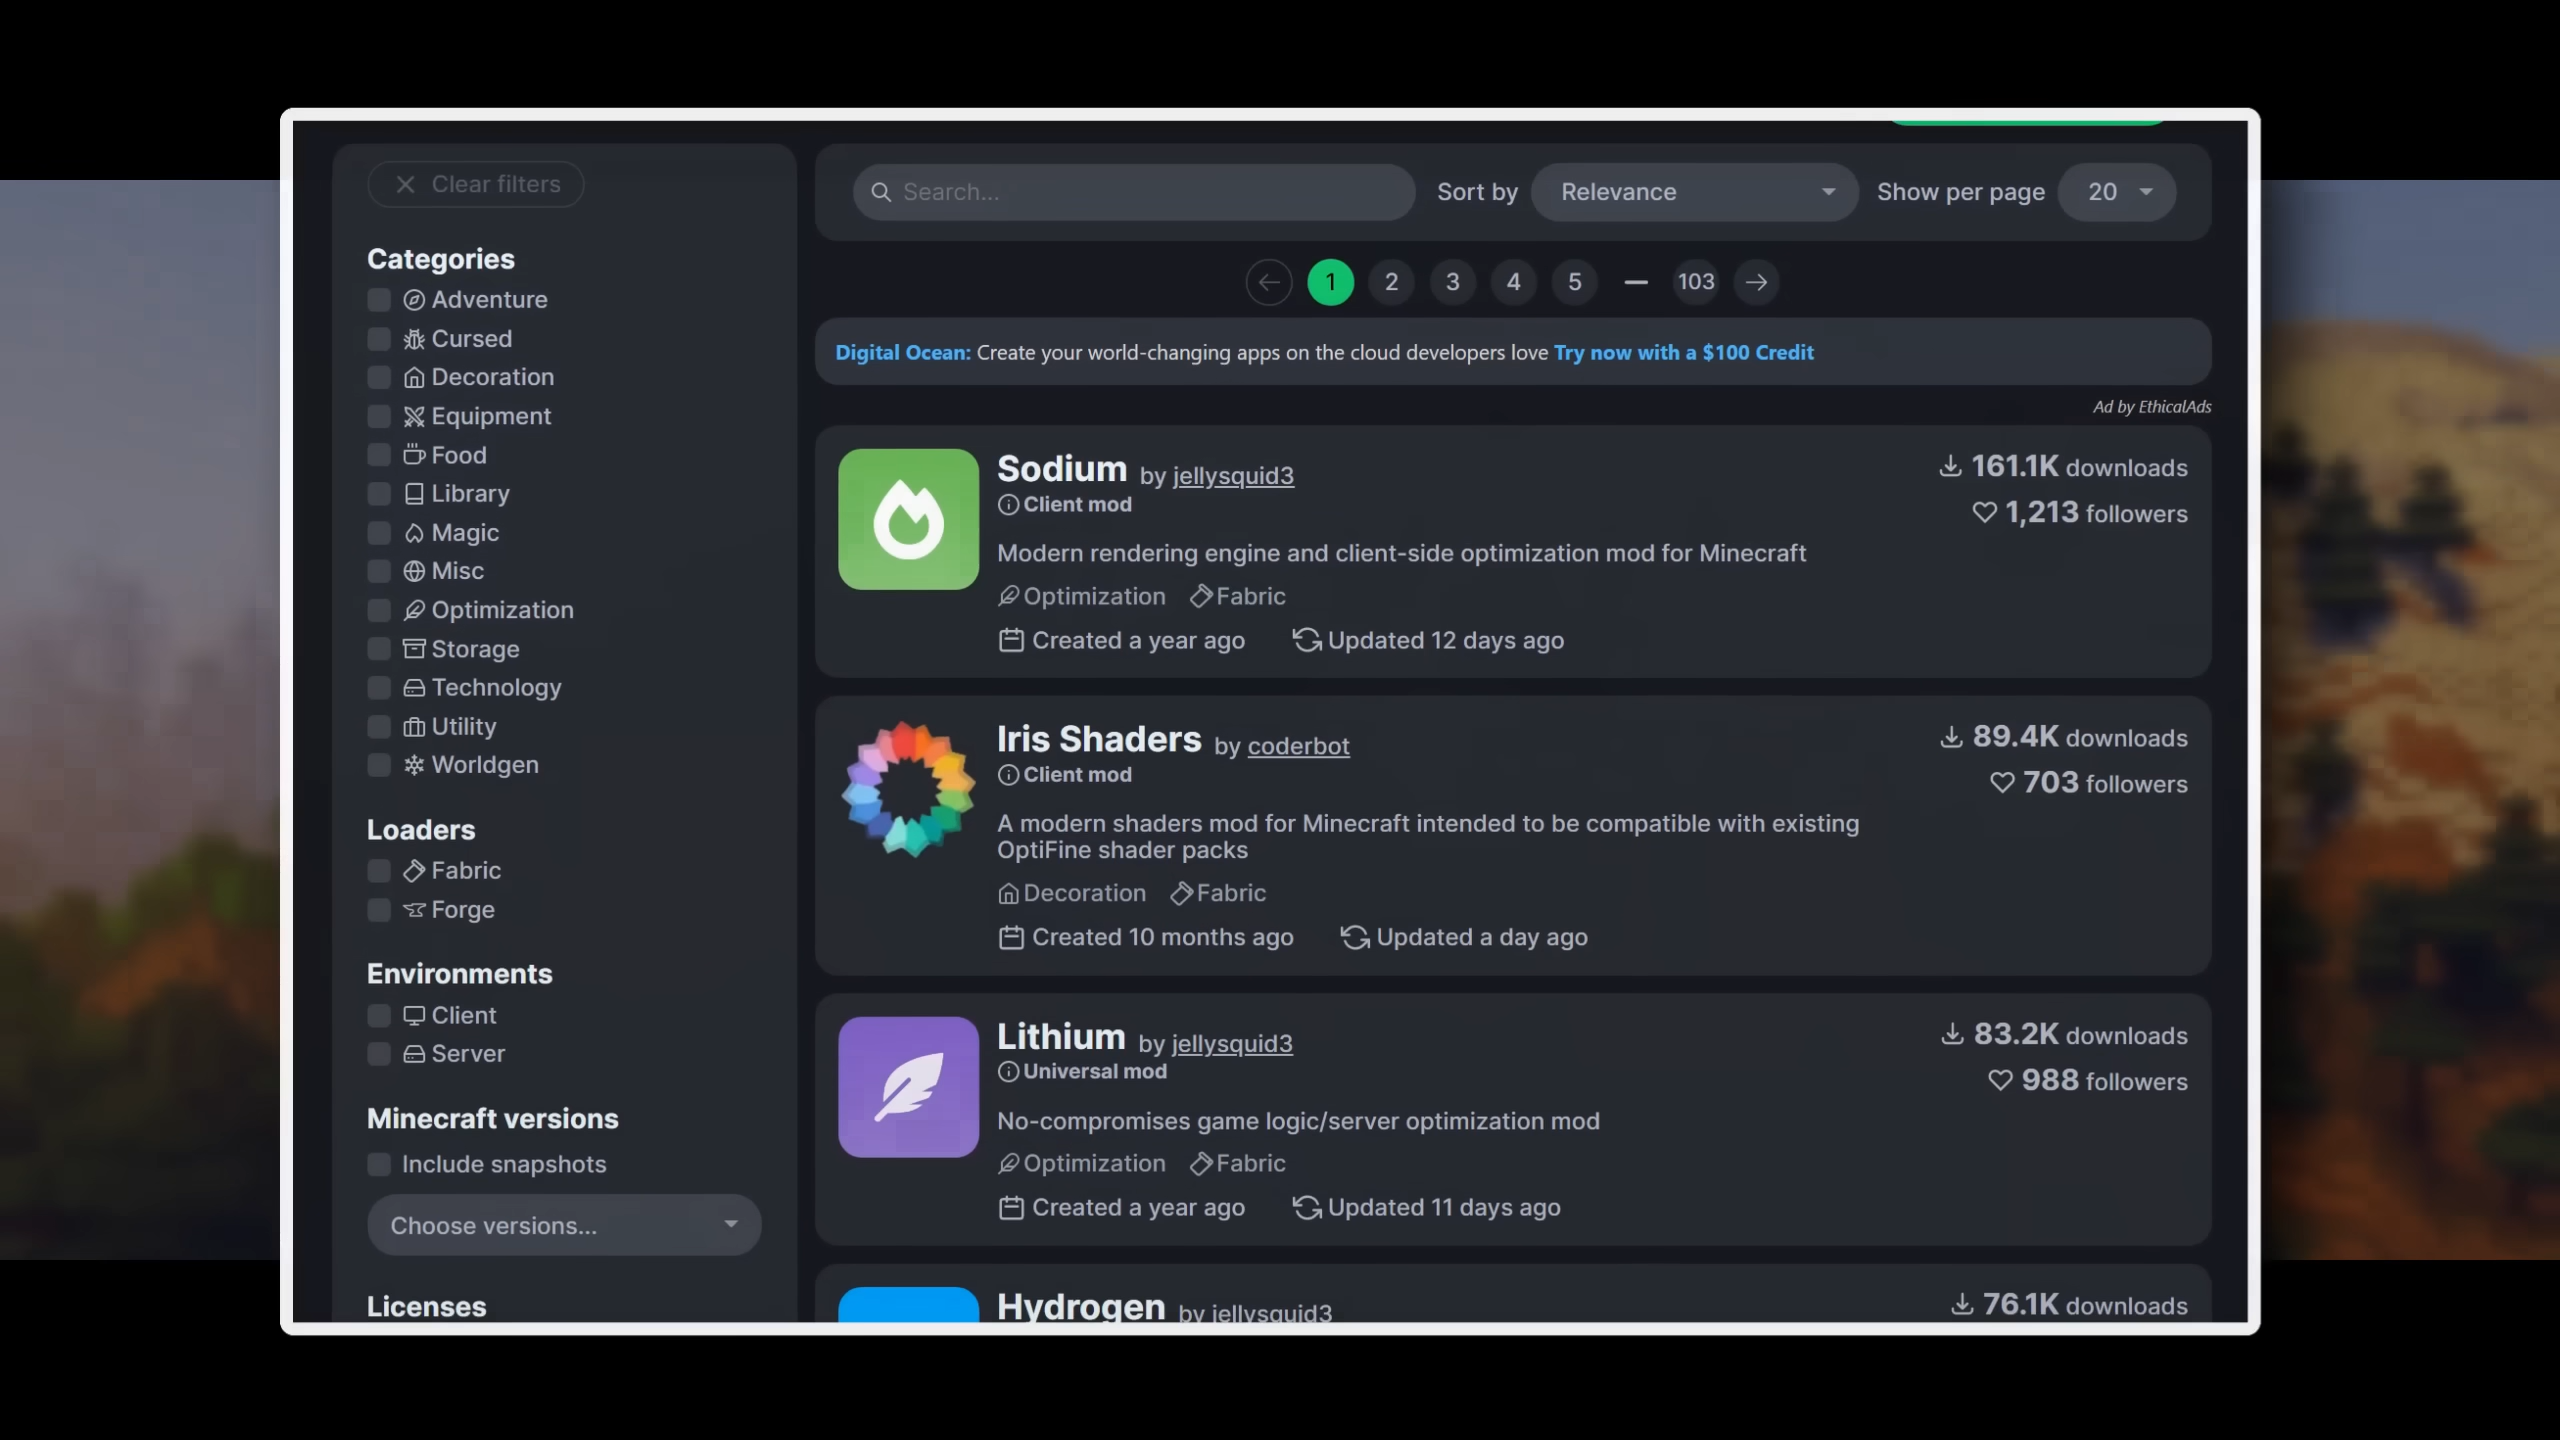 Clear filters
Categories
Adventure
Cursed
Decoration
Equipment
Food
Library
Magic
Misc
Optimization
Storage
Technology
Utility
Worldgen
Loaders
Fabric
Forge
Environments
Client
Server
Minecraft versions
Include snapshots
Choose versions...
Licenses
Search...
Sort by
Relevance
Show per page
20
1 2 3 4 5 — 103
Digital Ocean: Create your world-changing apps on the cloud developers love Try now with a $100 Credit
Ad by EthicalAds
Sodium by jellysquid3
Client mod
Modern rendering engine and client-side optimization mod for Minecraft
Optimization Fabric
Created a year ago Updated 12 days ago
161.1K downloads
1,213 followers
Iris Shaders by coderbot
Client mod
A modern shaders mod for Minecraft intended to be compatible with existing
OptiFine shader packs
Decoration Fabric
Created 10 months ago Updated a day ago
89.4K downloads
703 followers
Lithium by jellysquid3
Universal mod
No-compromises game logic/server optimization mod
Optimization Fabric
Created a year ago Updated 11 days ago
83.2K downloads
988 followers
Hydrogen by jellysquid3
76.1K downloads